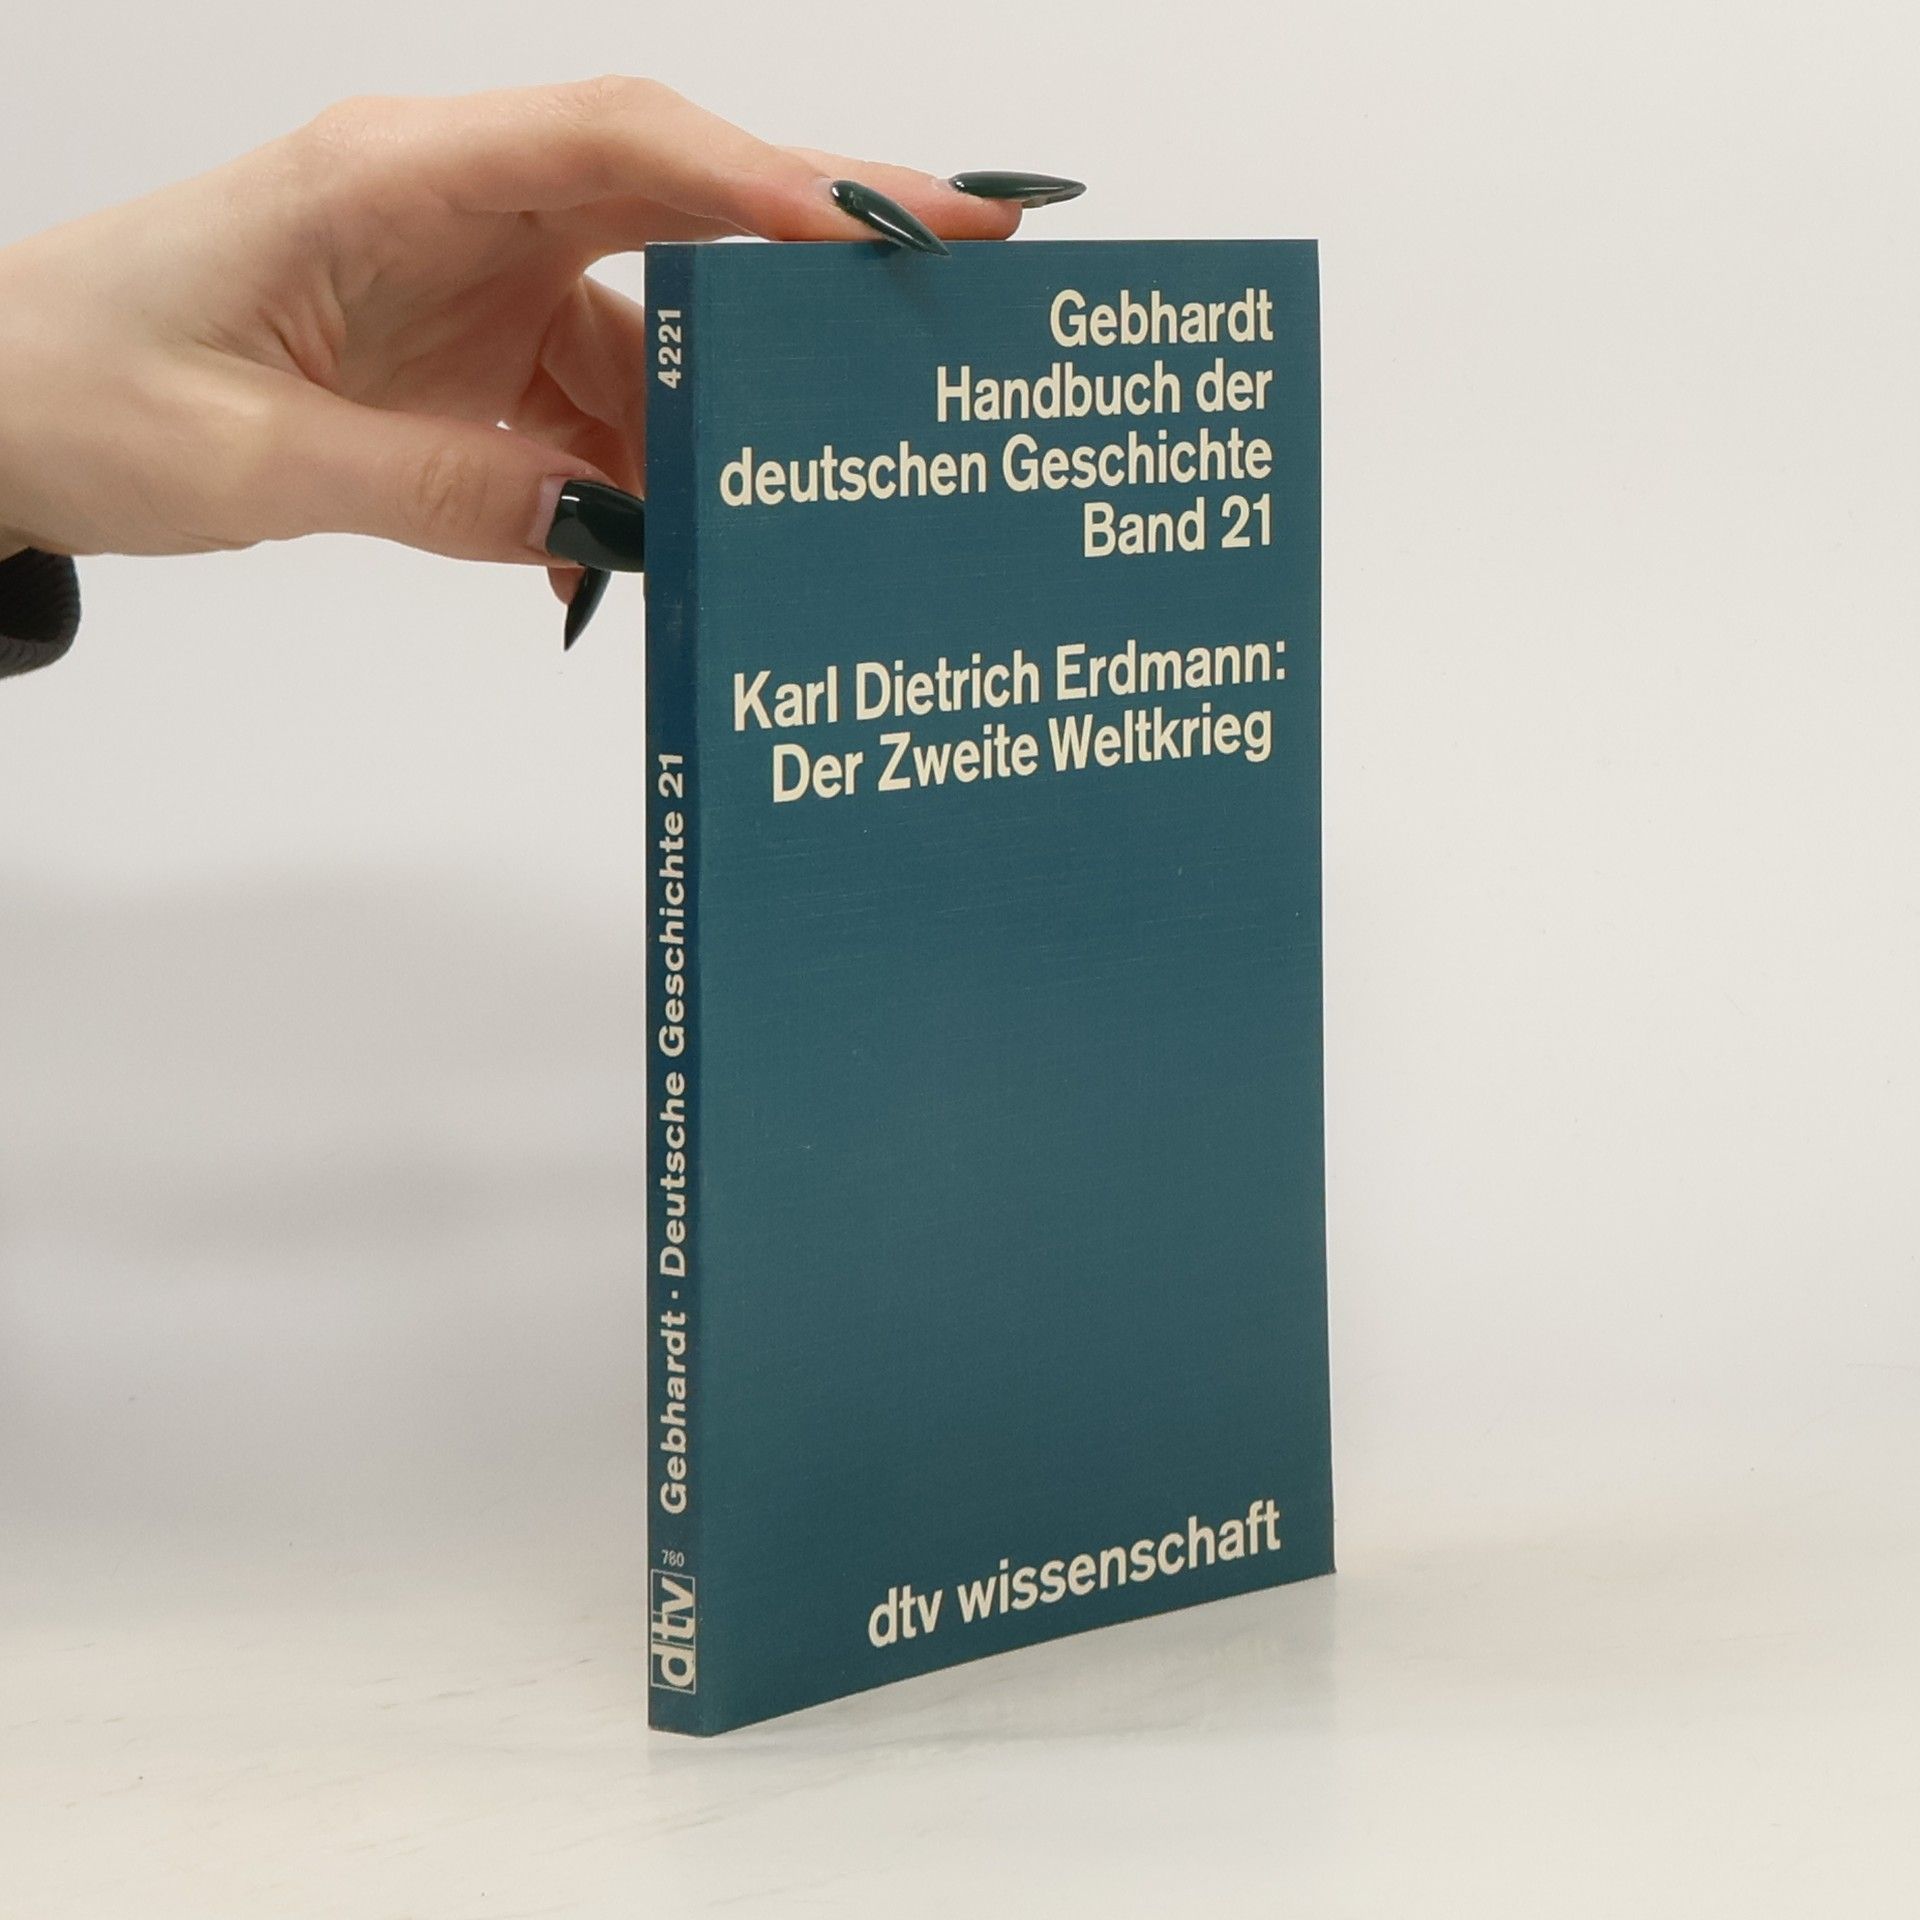 Gebhardt
Handbuch der
deutschen Geschichte
Band 21
Karl Dietrich Erdmann:
Der Zweite Weltkrieg
dtv wissenschaft
4221
Gebhardt · Deutsche Geschichte 21
780
dtv